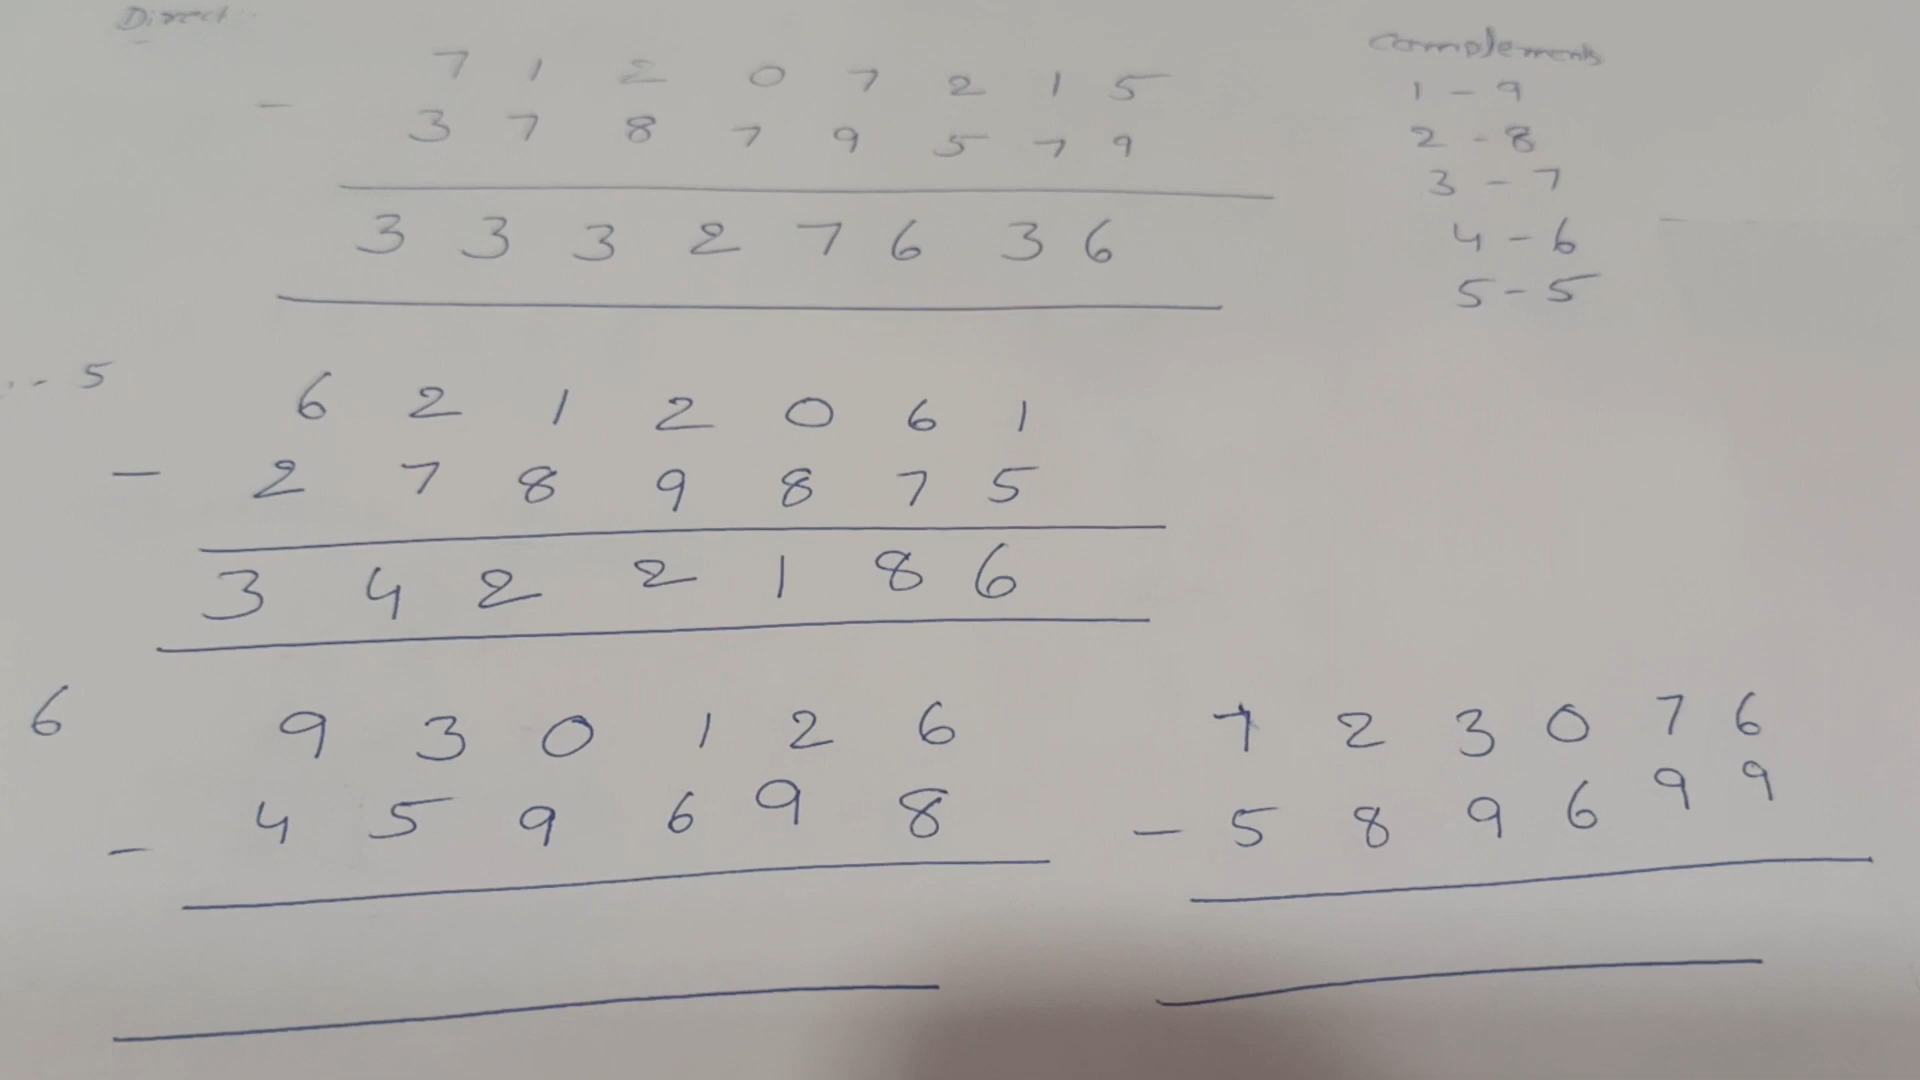 Direct
7 1 2 0 7 2 1 5
- 3 7 8 7 9 5 7 9
3 3 3 2 7 6 3 6
Complements
1 - 9
2 - 8
3 - 7
4 - 6
5 - 5
5
6 2 1 2 0 6 1
- 2 7 8 9 8 7 5
3 4 2 2 1 8 6
6
9 3 0 1 2 6
- 4 5 9 6 9 8
7 2 3 0 7 6
- 5 8 9 6 9 9